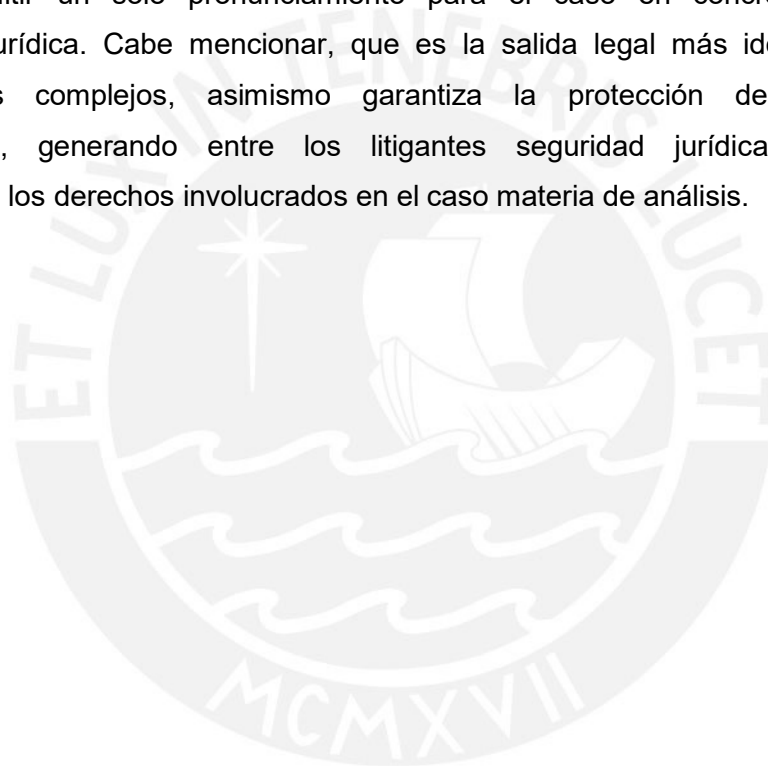 un solo pronunciamiento para el caso en
Cabe mencionar, que es la salida legal más
complejos, asimismo garantiza la protección de
, generando entre los litigantes seguridad jurídica
los derechos involucrados en el caso materia de análisis.
ET LUX IN TENEBRIS LUCET
MCMXVII